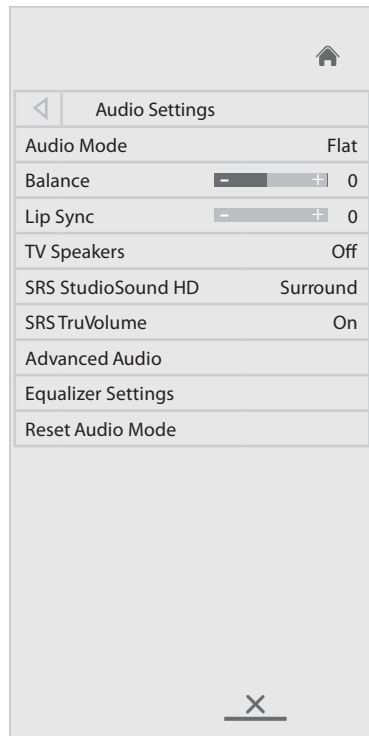 Audio Settings
Audio Mode Flat
Balance - + 0
Lip Sync - + 0
TV Speakers Off
SRS StudioSound HD Surround
SRS TruVolume On
Advanced Audio
Equalizer Settings
Reset Audio Mode